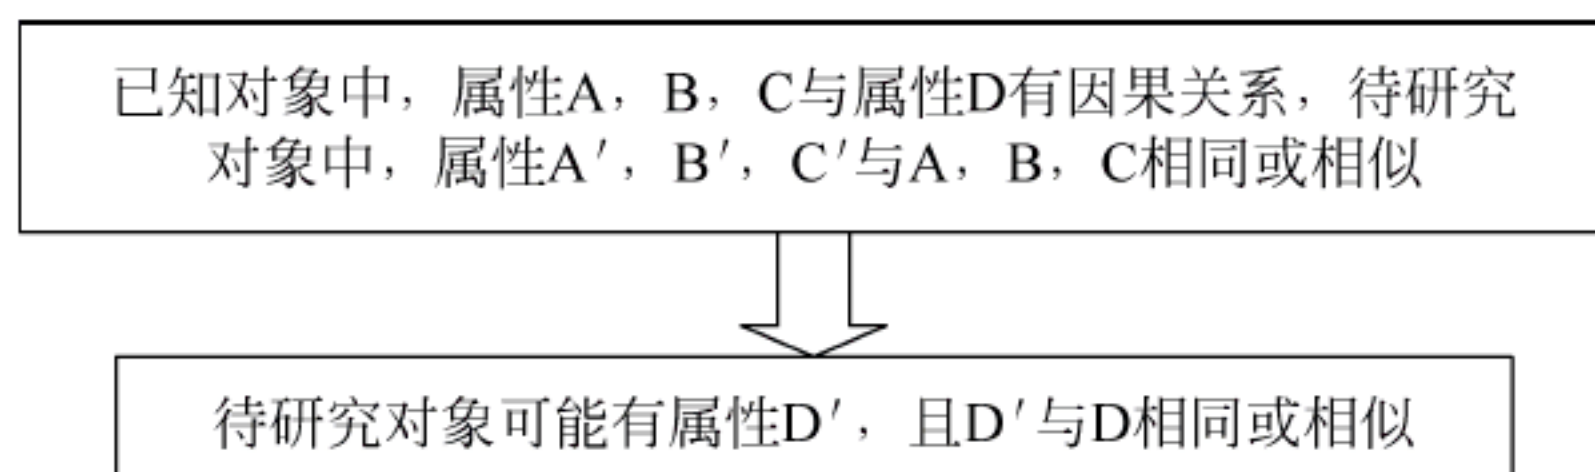 已知对象中，属性A，B，C与属性D有因果关系，待研究
对象中，属性A′，B′，C′与A，B，C相同或相似
待研究对象可能有属性D′，且D′与D相同或相似